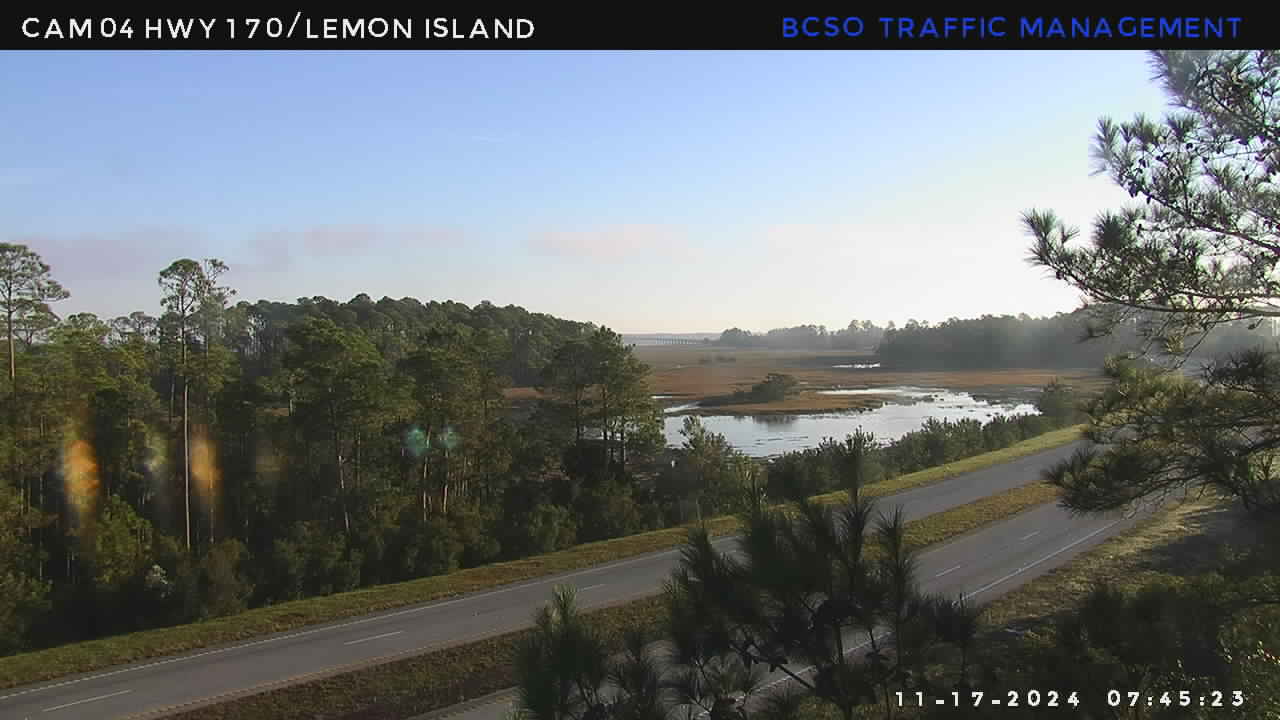 CAM04 HWY 170/LEMON ISLAND
BCSO TRAFFIC MANAGEMENT
11-17-2024 07:45:23